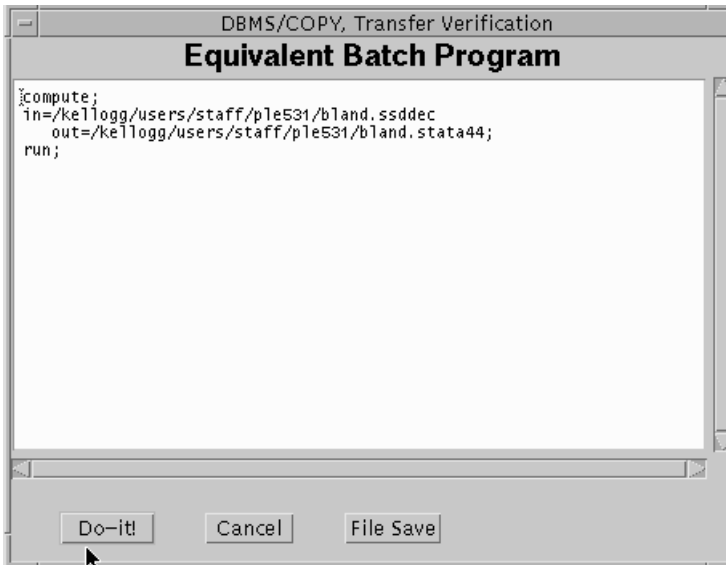 DBMS/COPY, Transfer Verification
Equivalent Batch Program
compute;
in=/kellogg/users/staff/ple531/bland.ssddec
out=/kellogg/users/staff/ple531/bland.stata44;
run;
Do-it! Cancel File Save